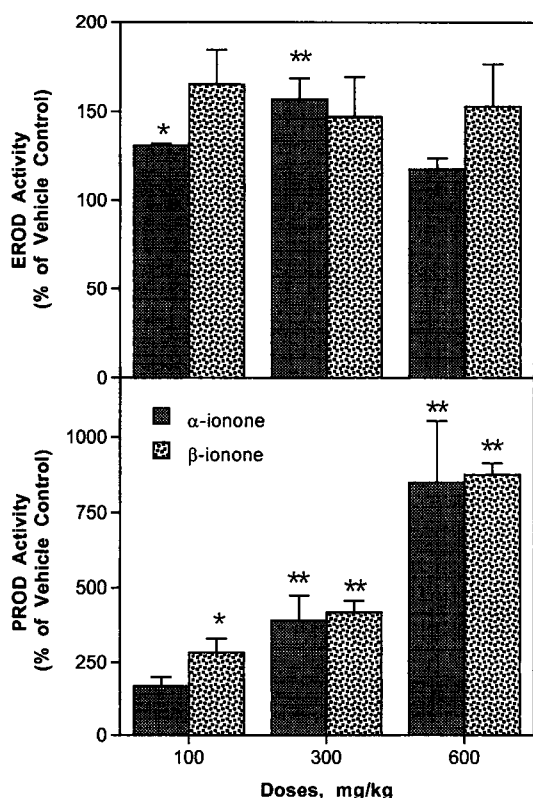 EROD Activity
(% of Vehicle Control)
200
150
100
50
0
*
**
PROD Activity
(% of Vehicle Control)
1000
750
500
250
0
α-ionone
β-ionone
*
**
**
**
**
100 300 600
Doses, mg/kg